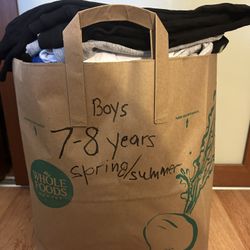 Boys
7-8 years
spring/summer
WHOLE
FOODS